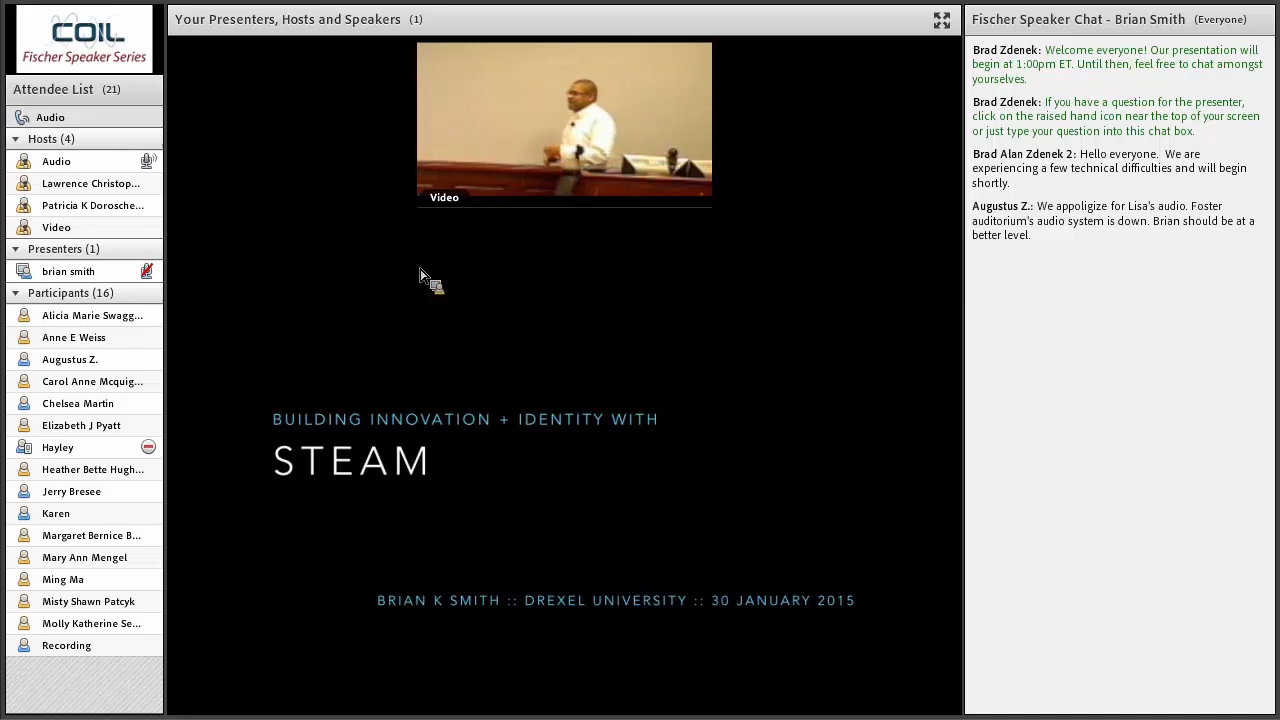 COIL
Fischer Speaker Series
Attendee List (21)
Audio
Hosts (4)
Audio
Lawrence Christop...
Patricia K Dorosche...
Video
Presenters (1)
brian smith
Participants (16)
Alicia Marie Swagg...
Anne E Weiss
Augustus Z.
Carol Anne Mcquig...
Chelsea Martin
Elizabeth J Pyatt
Hayley
Heather Bette Hugh...
Jerry Bresee
Karen
Margaret Bernice B...
Mary Ann Mengel
Ming Ma
Misty Shawn Patcyk
Molly Katherine Se...
Recording
Your Presenters, Hosts and Speakers (1)
Video
BUILDING INNOVATION + IDENTITY WITH
STEAM
BRIAN K SMITH :: DREXEL UNIVERSITY :: 30 JANUARY 2015
Fischer Speaker Chat - Brian Smith (Everyone)
Brad Zdenek: Welcome everyone! Our presentation will
begin at 1:00pm ET. Until then, feel free to chat amongst
yourselves.
Brad Zdenek: If you have a question for the presenter,
click on the raised hand icon near the top of your screen
or just type your question into this chat box.
Brad Alan Zdenek 2: Hello everyone. We are
experiencing a few technical difficulties and will begin
shortly.
Augustus Z.: We appoligize for Lisa's audio. Foster
auditorium's audio system is down. Brian should be at a
better level.